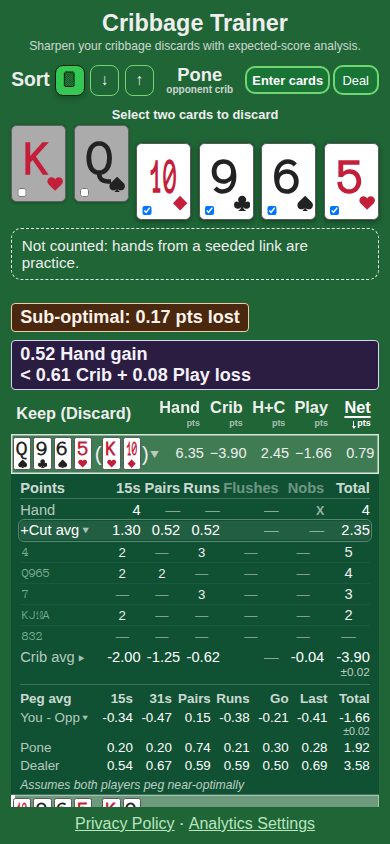 Cribbage Trainer
Sharpen your cribbage discards with expected-score analysis.
Sort ↓ ↑ Pone opponent crib Enter cards Deal
Select two cards to discard
K♥ Q♠ 10♦ 9♣ 6♠ 5♥
Not counted: hands from a seeded link are
practice.
Sub-optimal: 0.17 pts lost
0.52 Hand gain
< 0.61 Crib + 0.08 Play loss
Keep (Discard) Hand Crib H+C Play Net
pts pts pts pts ↓pts
Q♠ 9♣ 6♠ 5♥ (K♥ 10♦)▾ 6.35 −3.90 2.45 −1.66 0.79
Points 15s Pairs Runs Flushes Nobs Total
Hand 4 — — — X 4
+Cut avg ▾ 1.30 0.52 0.52 — — 2.35
4 2 — 3 — — 5
Q965 2 2 — — — 4
7 — — 3 — — 3
KJ10A 2 — — — — 2
832 — — — — — —
Crib avg ▸ -2.00 -1.25 -0.62 — -0.04 -3.90
±0.02
Peg avg 15s 31s Pairs Runs Go Last Total
You - Opp ▾ -0.34 -0.47 0.15 -0.38 -0.21 -0.41 -1.66
±0.02
Pone 0.20 0.20 0.74 0.21 0.30 0.28 1.92
Dealer 0.54 0.67 0.59 0.59 0.50 0.69 3.58
Assumes both players peg near-optimally
Privacy Policy · Analytics Settings